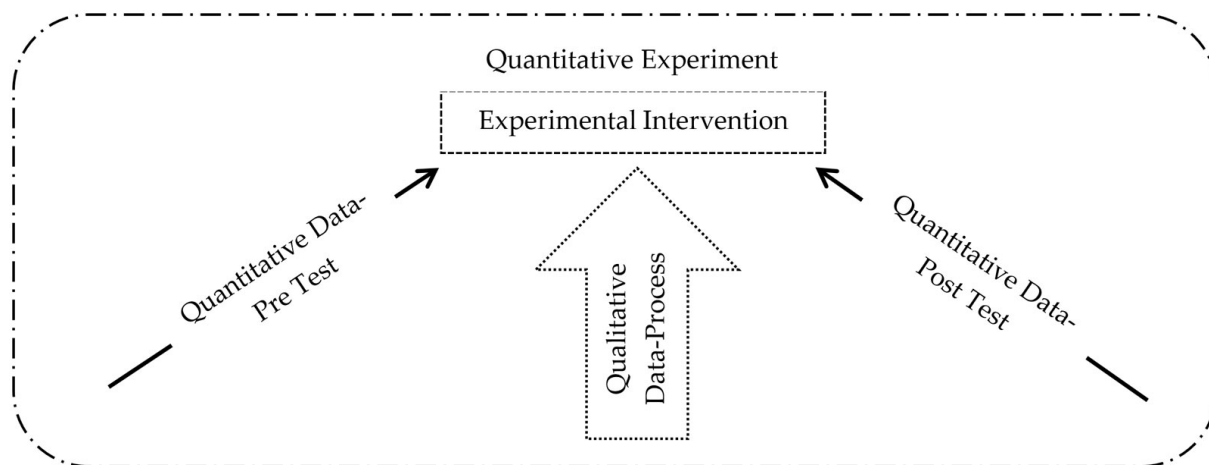 Quantitative Experiment
Experimental Intervention
Quantitative Data-
Pre Test
Qualitative
Data-Process
Quantitative Data-
Post Test